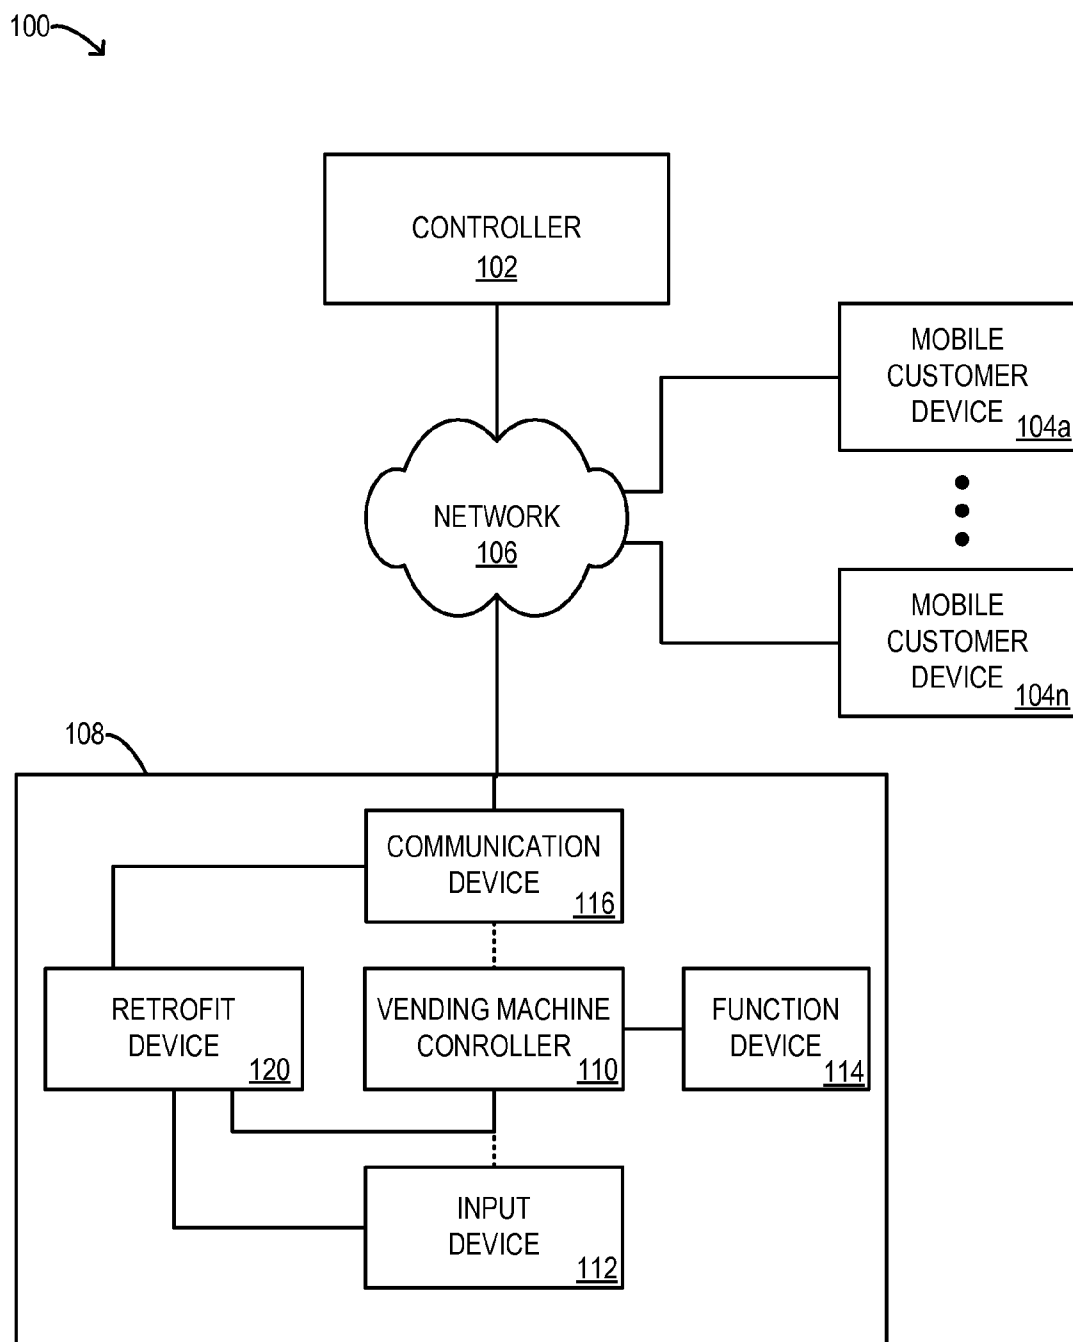 100
CONTROLLER
102
MOBILE
CUSTOMER
DEVICE
104a
NETWORK
106
MOBILE
CUSTOMER
DEVICE
104n
108
COMMUNICATION
DEVICE
116
RETROFIT
DEVICE
120
VENDING MACHINE
CONROLLER
110
FUNCTION
DEVICE
114
INPUT
DEVICE
112